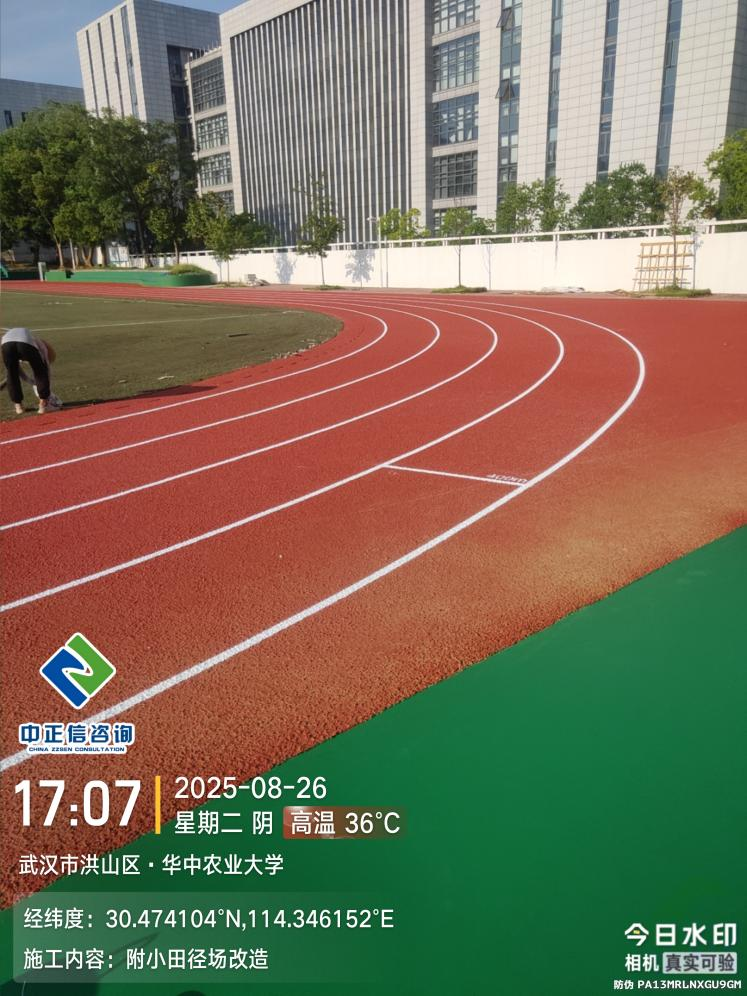 中正信咨询
CHINA ZZSEN CONSULTATION
17:07
2025-08-26
星期二 阴 高温 36°C
武汉市洪山区·华中农业大学
经纬度：30.474104°N,114.346152°E
施工内容：附小田径场改造
今日水印
相机 真实可验
防伪 PA13MRLNXGU9GM